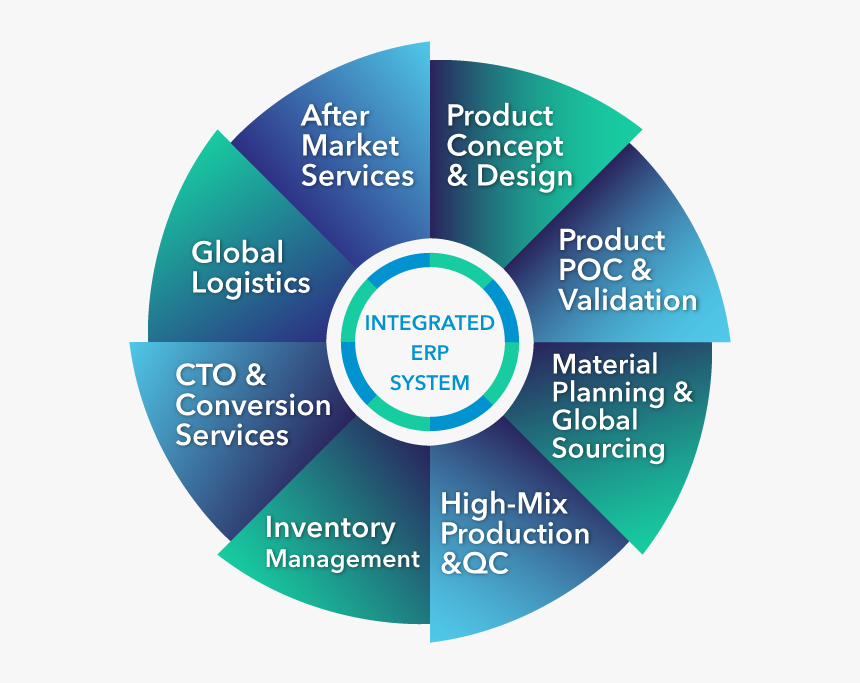 After
Market
Services
Product
Concept
& Design
Product
POC &
Validation
Material
Planning &
Global
Sourcing
High-Mix
Production
&QC
Inventory
Management
CTO &
Conversion
Services
Global
Logistics
INTEGRATED
ERP
SYSTEM